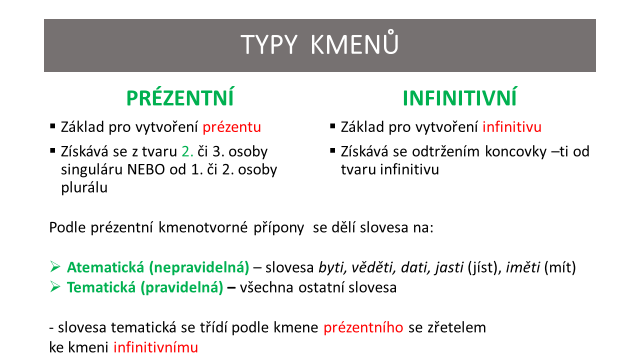 TYPY KMENŮ
PRÉZENTNÍ
▪ Základ pro vytvoření prézentu
▪ Získává se z tvaru 2. či 3. osoby
singuláru NEBO od 1. či 2. osoby
plurálu
INFINITIVNÍ
▪ Základ pro vytvoření infinitivu
▪ Získává se odtržením koncovky –ti od
tvaru infinitivu
Podle prézentní kmenotvorné přípony se dělí slovesa na:
➢ Atematická (nepravidelná) – slovesa byti, věděti, dati, jasti (jíst), iměti (mít)
➢ Tematická (pravidelná) – všechna ostatní slovesa
- slovesa tematická se třídí podle kmene prézentního se zřetelem
ke kmeni infinitivnímu